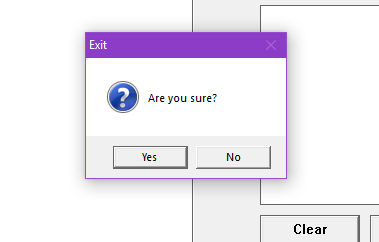 Exit
Are you sure?
Yes
No
Clear